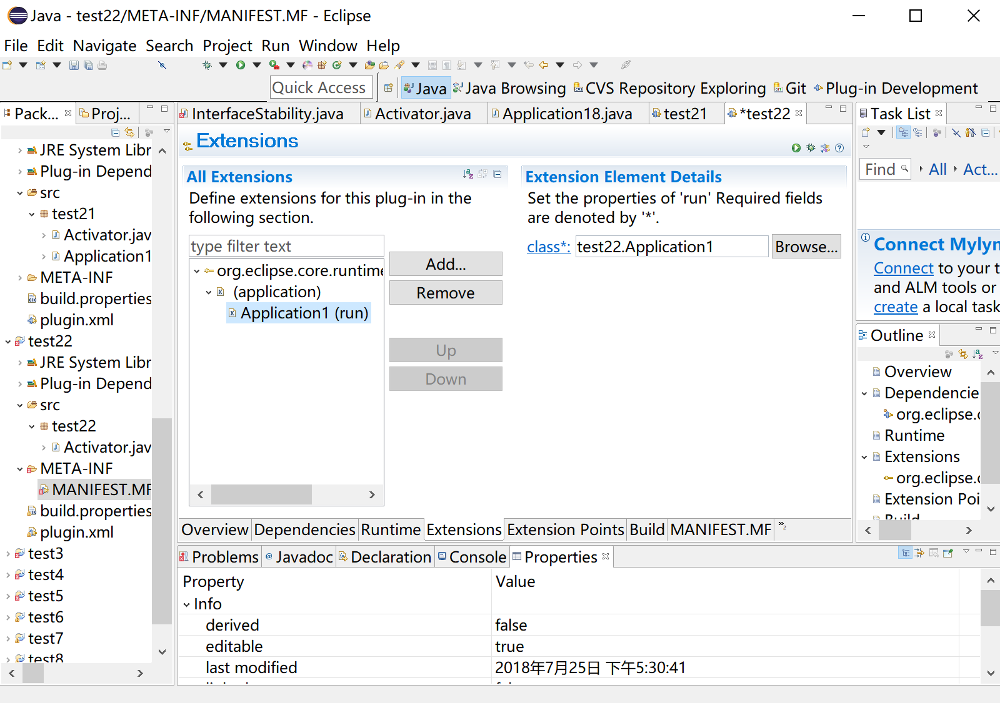 Java - test22/META-INF/MANIFEST.MF - Eclipse
File Edit Navigate Search Project Run Window Help
Quick Access
Java Java Browsing CVS Repository Exploring Git Plug-in Development
Pack... Proj...
JRE System Libr
Plug-in Depend
src
test21
Activator.jav
Application1
META-INF
build.properties
plugin.xml
test22
JRE System Libr
Plug-in Depend
src
test22
Activator.jav
META-INF
MANIFEST.MF
build.properties
plugin.xml
test3
test4
test5
test6
test7
test8
InterfaceStability.java Activator.java Application18.java test21 *test22
Extensions
All Extensions
Define extensions for this plug-in in the
following section.
type filter text
org.eclipse.core.runtime
(application)
Application1 (run)
Add...
Remove
Up
Down
Extension Element Details
Set the properties of 'run' Required fields
are denoted by '*'.
class*: test22.Application1 Browse...
Overview Dependencies Runtime Extensions Extension Points Build MANIFEST.MF »2
Problems @ Javadoc Declaration Console Properties
Property Value
Info
derived false
editable true
last modified 2018年7月25日 下午5:30:41
Task List
Find All Act...
Connect Mylyn
Connect to your t
and ALM tools or
create a local task
Outline
Overview
Dependencie
org.eclipse.c
Runtime
Extensions
org.eclipse.c
Extension Poi
Build